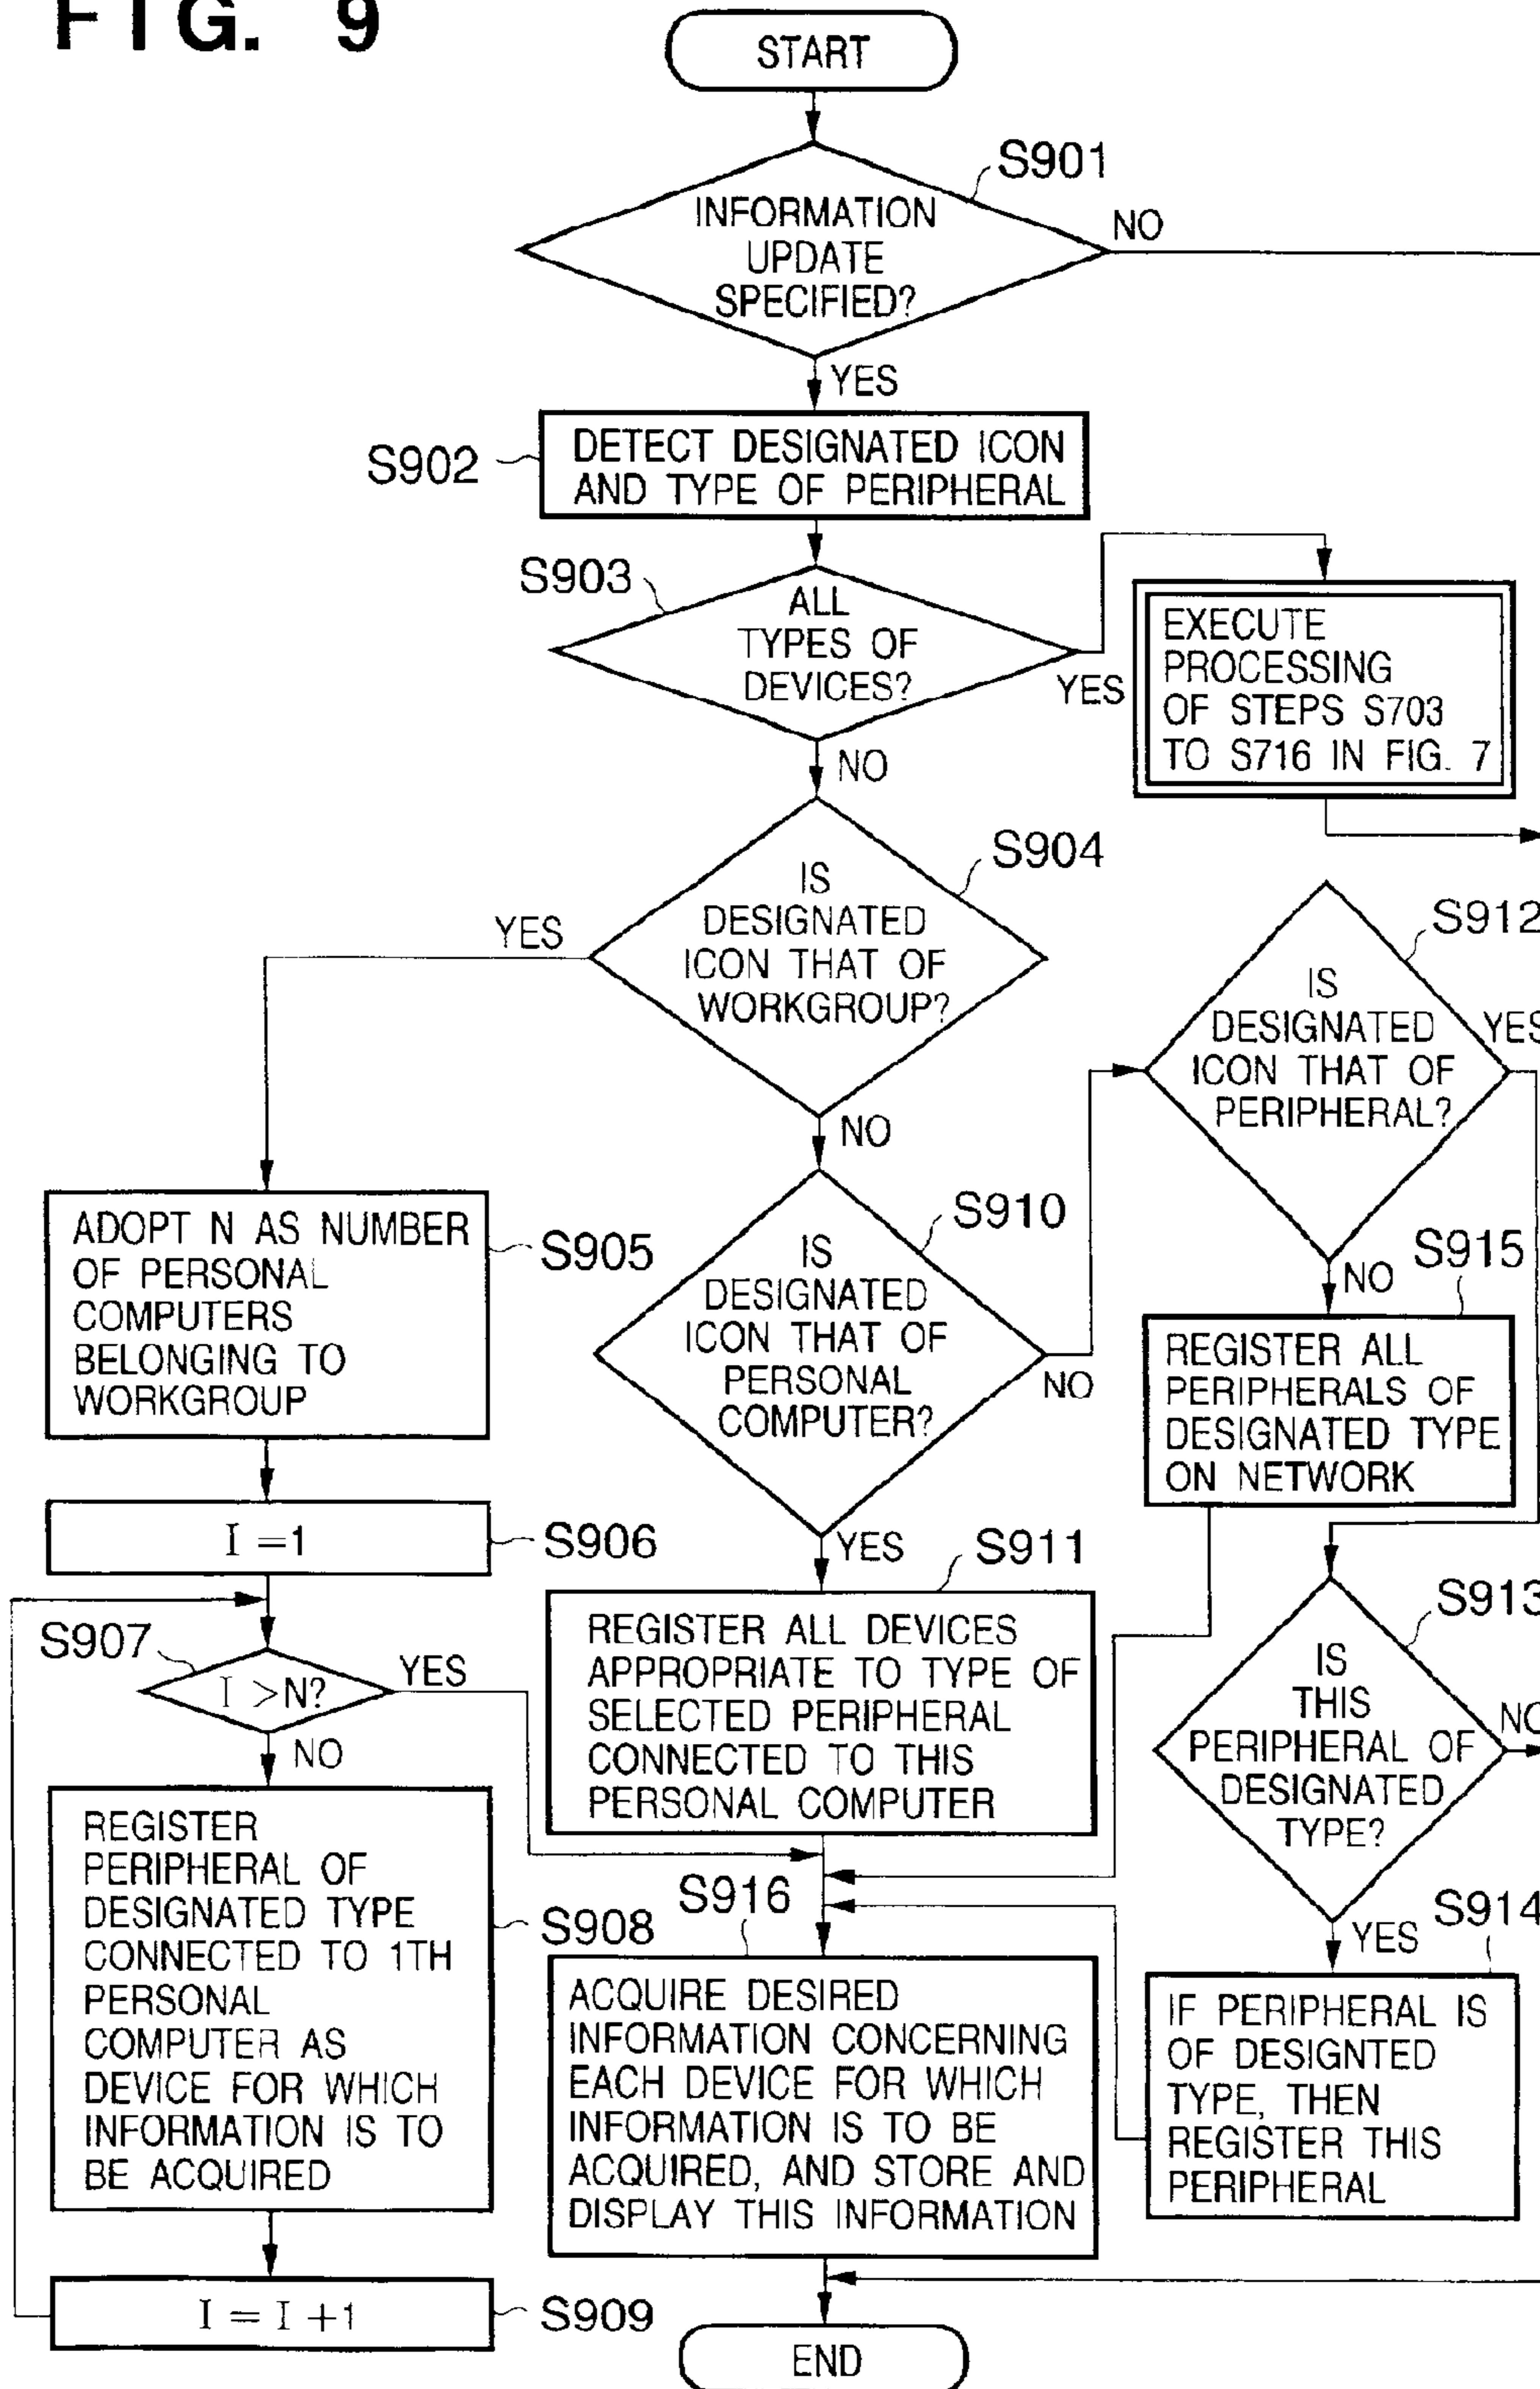 FIG. 9
START
S901
INFORMATION
UPDATE
SPECIFIED?
NO
YES
S902
DETECT DESIGNATED ICON
AND TYPE OF PERIPHERAL
S903
ALL
TYPES OF
DEVICES?
YES
EXECUTE
PROCESSING
OF STEPS S703
TO S716 IN FIG. 7
NO
S904
IS
DESIGNATED
ICON THAT OF
WORKGROUP?
YES
NO
S912
IS
DESIGNATED
ICON THAT OF
PERIPHERAL?
YES
NO
S905
ADOPT N AS NUMBER
OF PERSONAL
COMPUTERS
BELONGING TO
WORKGROUP
S910
IS
DESIGNATED
ICON THAT OF
PERSONAL
COMPUTER?
NO
YES
S915
REGISTER ALL
PERIPHERALS OF
DESIGNATED TYPE
ON NETWORK
I =1
S906
S907
I >N?
YES
NO
S911
REGISTER ALL DEVICES
APPROPRIATE TO TYPE OF
SELECTED PERIPHERAL
CONNECTED TO THIS
PERSONAL COMPUTER
S913
IS
THIS
PERIPHERAL OF
DESIGNATED
TYPE?
NO
YES
REGISTER
PERIPHERAL OF
DESIGNATED TYPE
CONNECTED TO 1TH
PERSONAL
COMPUTER AS
DEVICE FOR WHICH
INFORMATION IS TO
BE ACQUIRED
S908
S916
ACQUIRE DESIRED
INFORMATION CONCERNING
EACH DEVICE FOR WHICH
INFORMATION IS TO BE
ACQUIRED, AND STORE AND
DISPLAY THIS INFORMATION
S914
IF PERIPHERAL IS
OF DESIGNTED
TYPE, THEN
REGISTER THIS
PERIPHERAL
I = I +1
S909
END